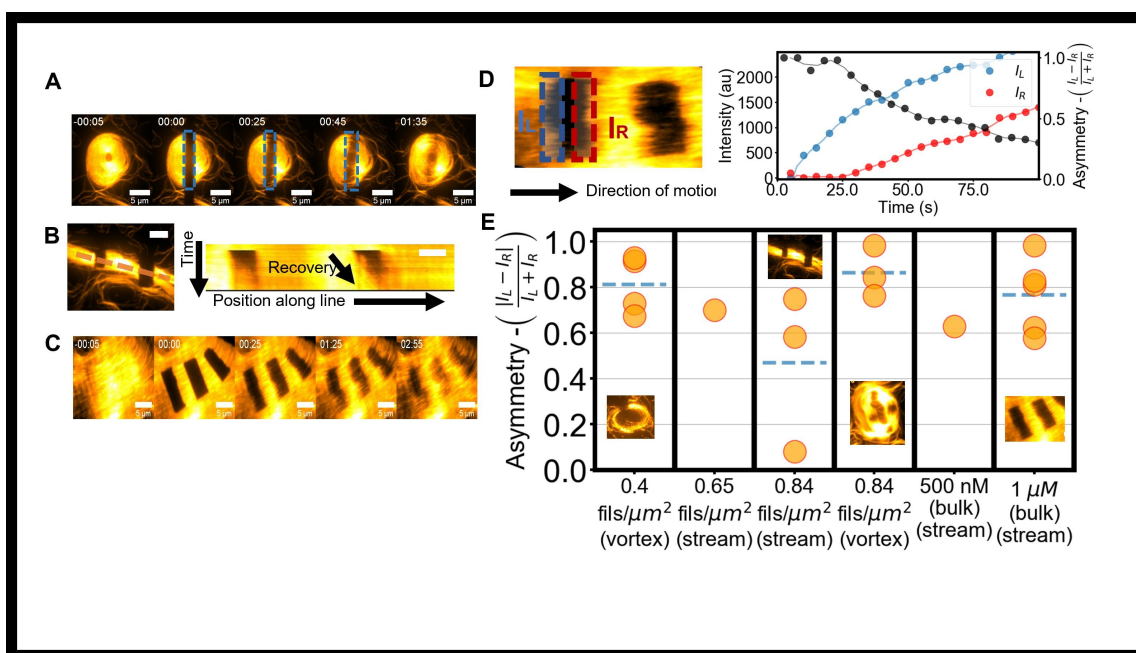 A
-00:05
00:00
00:25
00:45
01:35
5 µm
5 µm
5 µm
5 µm
5 µm
B
Time
Recovery
Position along line
C
-00:05
00:00
00:25
01:25
02:55
5 µm
5 µm
5 µm
5 µm
5 µm
D
I_L
I_R
Direction of motion
Intensity (au)
2000
1500
1000
500
0
0.0
25.0
50.0
75.0
Time (s)
I_L
I_R
1.0
0.5
0.0
Asymmetry - ( I_L − I_R / I_L + I_R )
E
Asymmetry - ( |I_L − I_R| / I_L + I_R )
1.0
0.8
0.6
0.4
0.2
0.0
0.4
fils/µm²
(vortex)
0.65
fils/µm²
(stream)
0.84
fils/µm²
(stream)
0.84
fils/µm²
(vortex)
500 nM
(bulk)
(stream)
1 µM
(bulk)
(stream)